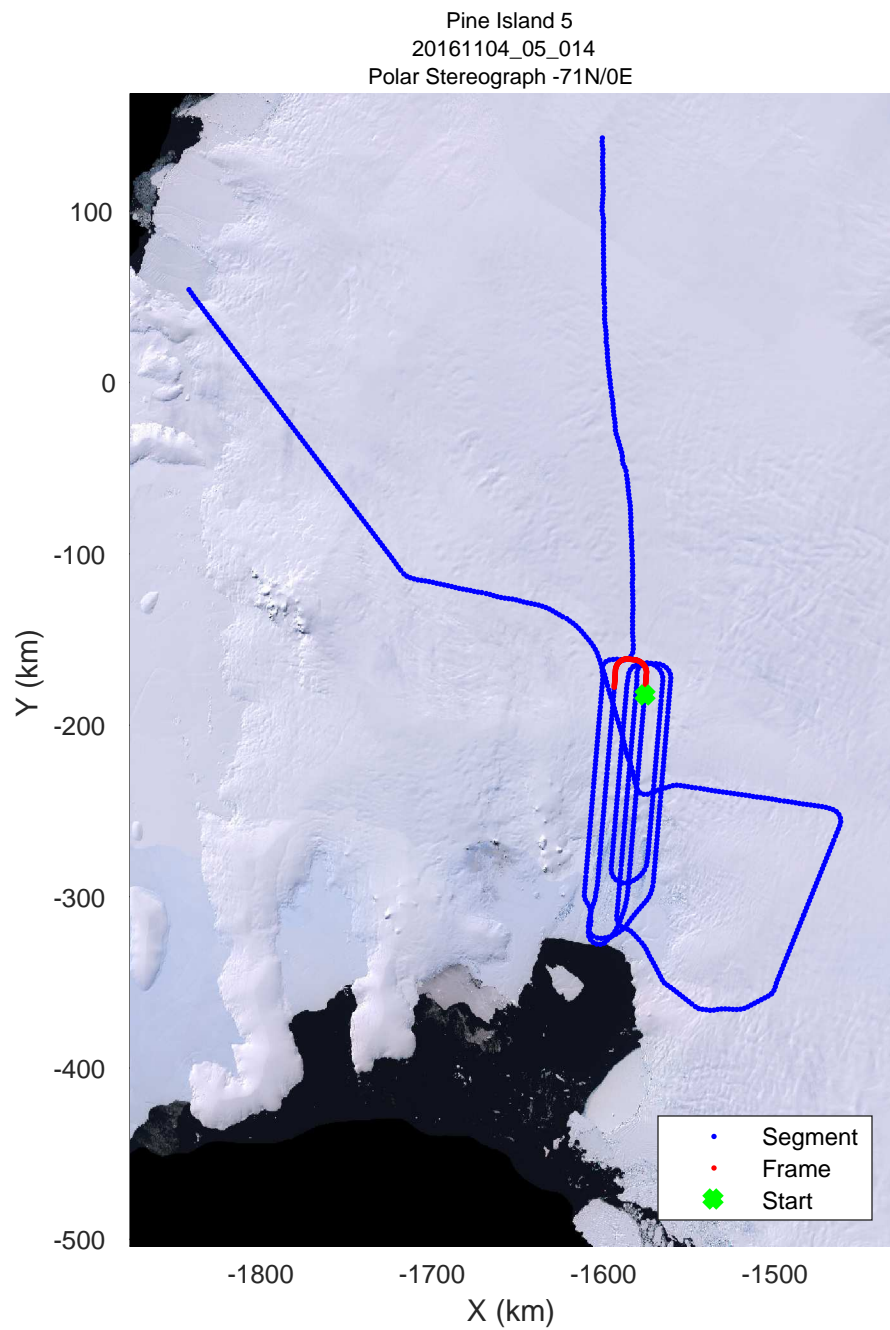 Pine Island 5
20161104_05_014
Polar Stereograph -71N/0E
100
0
-100
-200
-300
-400
-500
Y (km)
-1800
-1700
-1600
-1500
X (km)
Segment
Frame
Start